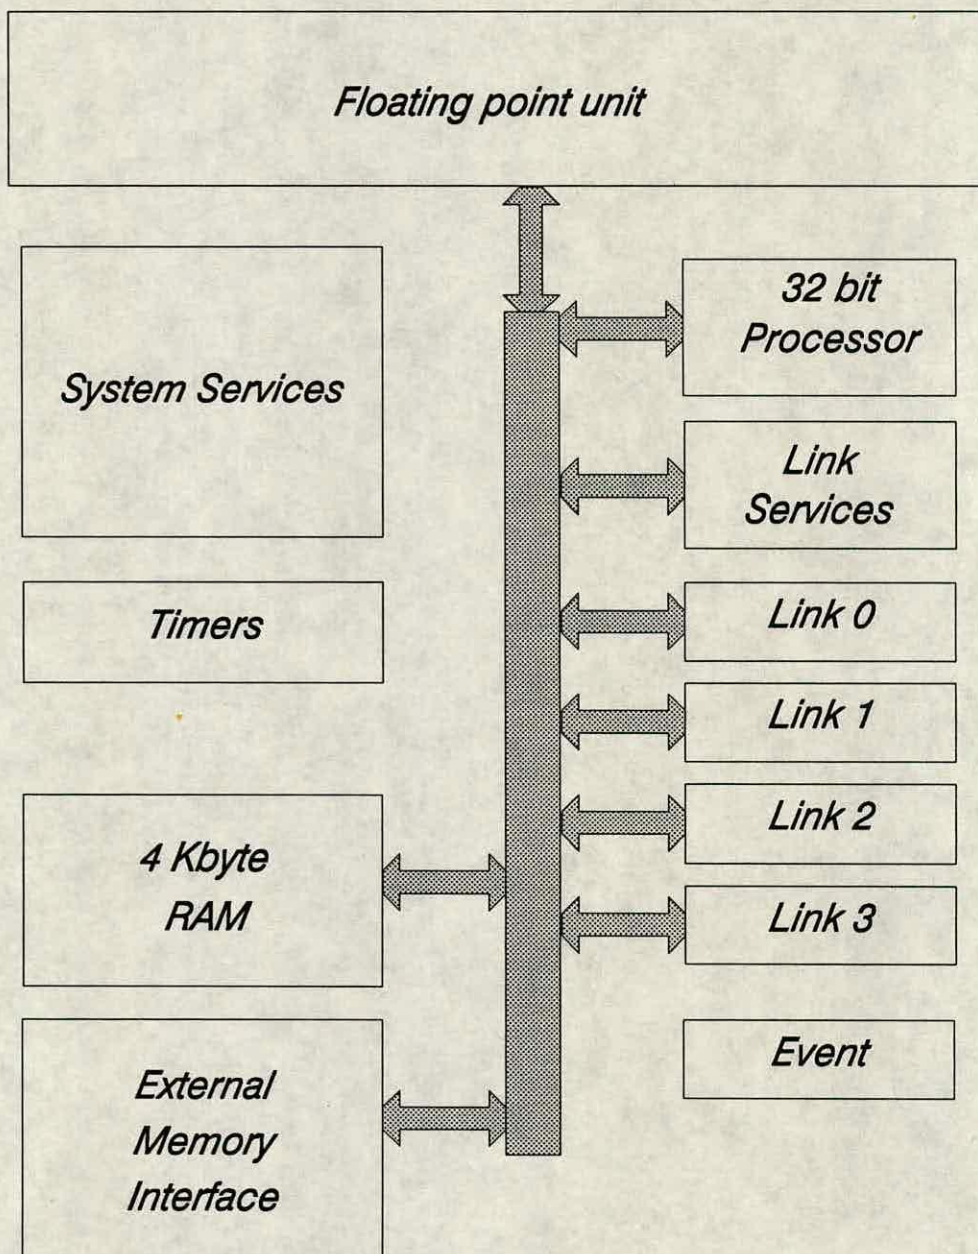 Floating point unit
System Services
Timers
4 Kbyte
RAM
External
Memory
Interface
32 bit
Processor
Link
Services
Link 0
Link 1
Link 2
Link 3
Event